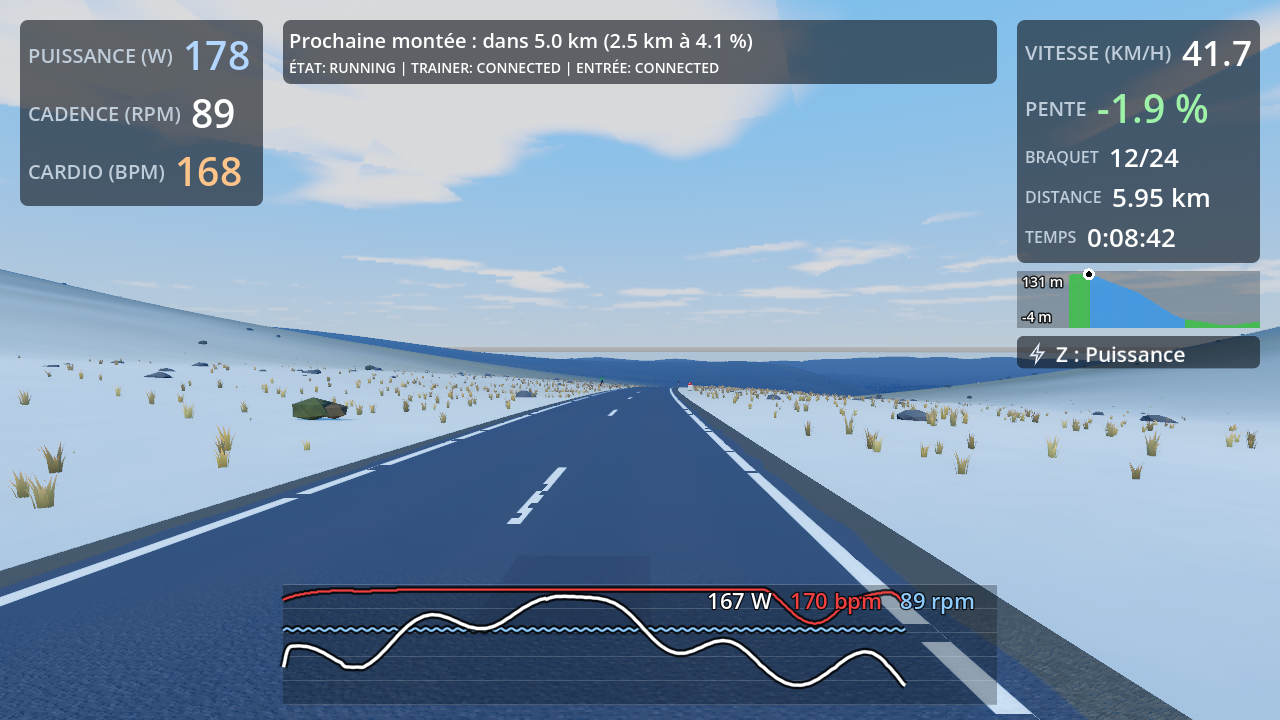 PUISSANCE (W) 178
CADENCE (RPM) 89
CARDIO (BPM) 168
Prochaine montée : dans 5.0 km (2.5 km à 4.1 %)
ÉTAT: RUNNING | TRAINER: CONNECTED | ENTRÉE: CONNECTED
VITESSE (KM/H) 41.7
PENTE -1.9 %
BRAQUET 12/24
DISTANCE 5.95 km
TEMPS 0:08:42
131 m
-4 m
Z : Puissance
167 W 170 bpm 89 rpm